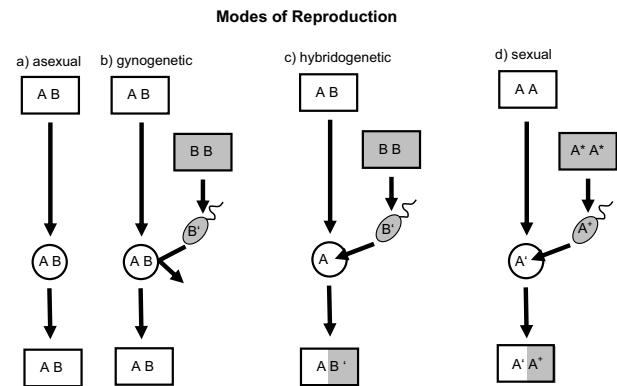 Modes of Reproduction
a) asexual
b) gynogenetic
c) hybridogenetic
d) sexual
A B
A B
A B
A A
B B
B B
A* A*
B'
B'
A⁺
A B
A B
A
A'
A B
A B
A B '
A' A⁺